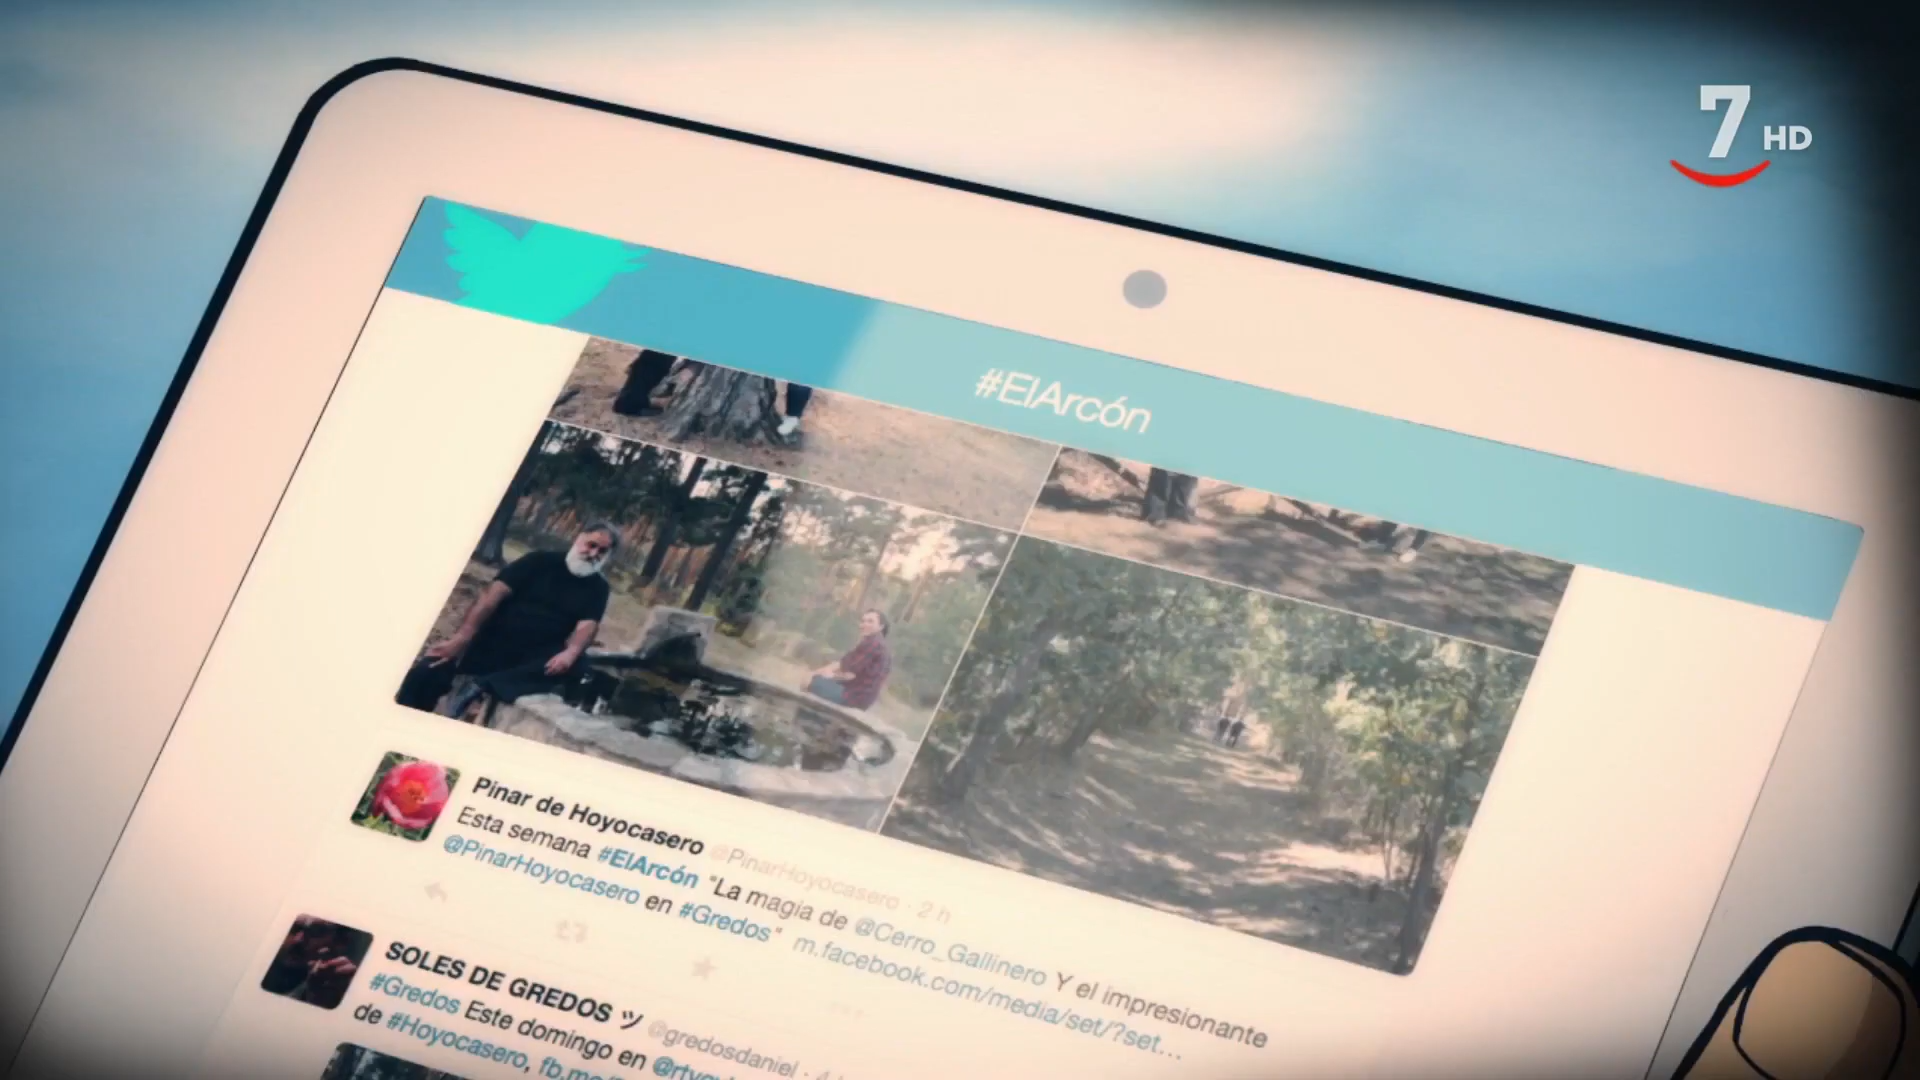 7 HD
#ElArcón
Pinar de Hoyocasero @PinarHoyocasero · 2 h
Esta semana #ElArcón "La magia de @Cerro_Gallinero Y el impresionante
@PinarHoyocasero en #Gredos" m.facebook.com/media/set/?set...
SOLES DE GREDOS ツ @gredosdaniel ·
#Gredos Este domingo en
de #Hoyocasero,